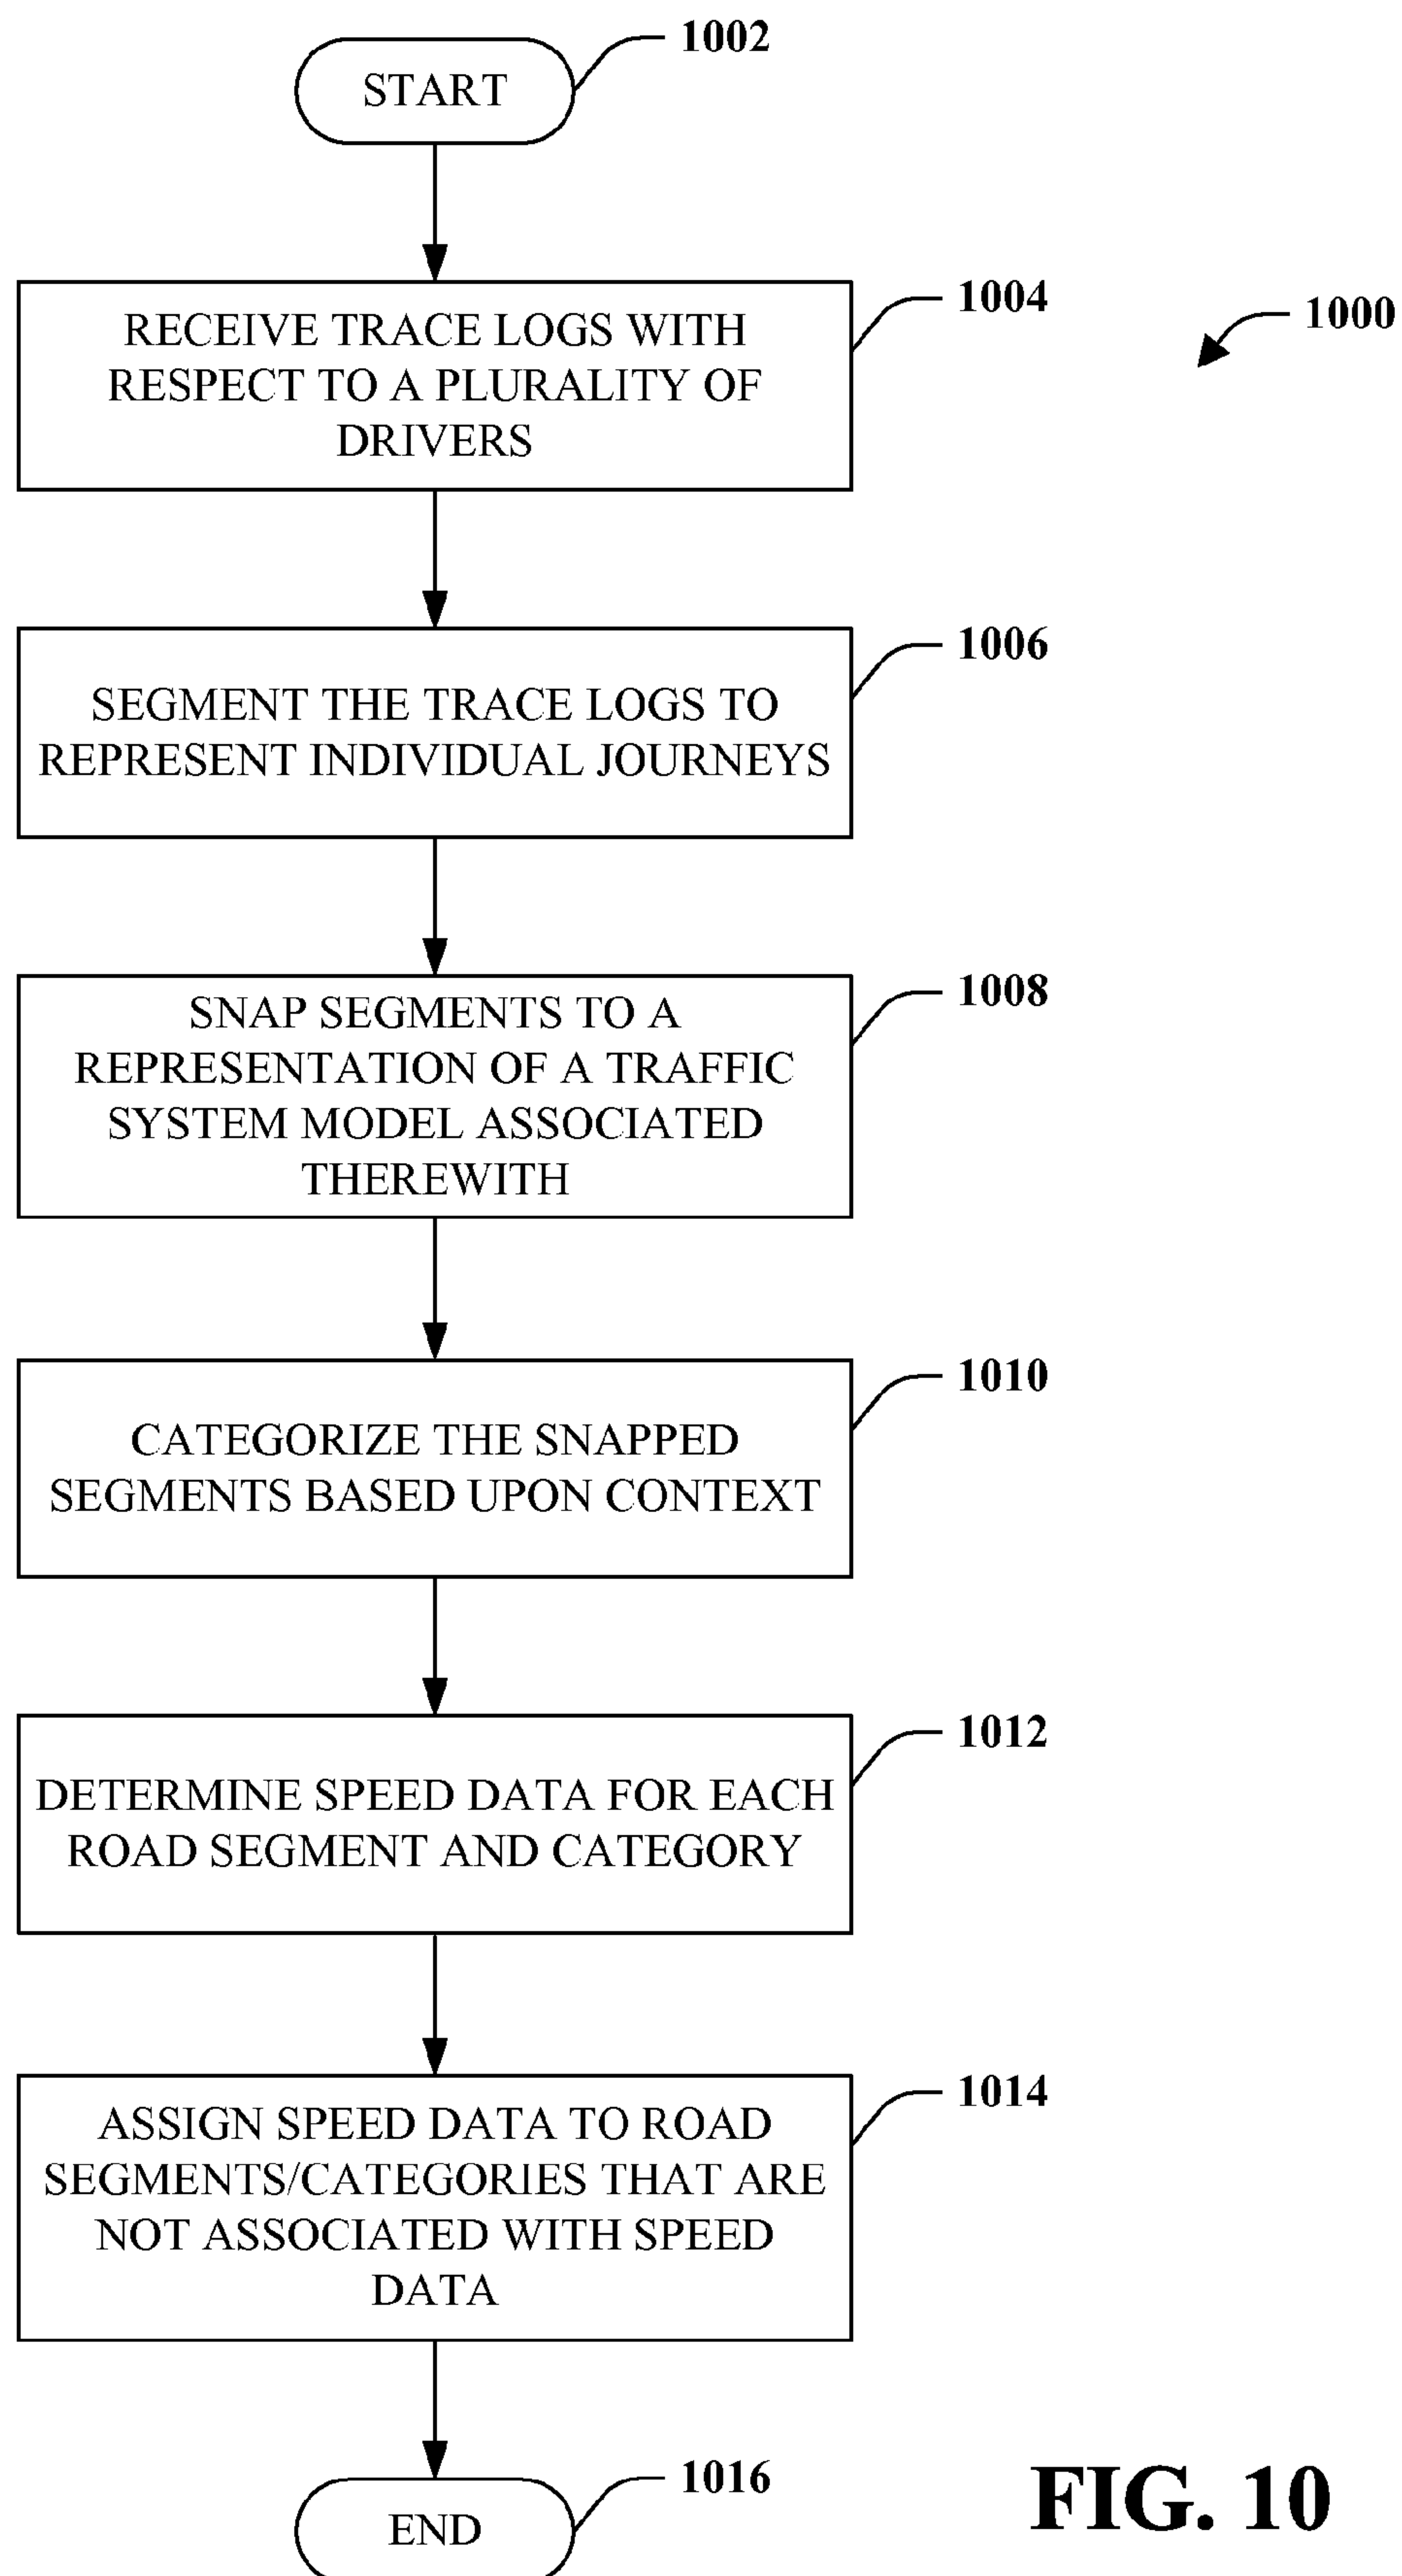 START
1002
RECEIVE TRACE LOGS WITH
RESPECT TO A PLURALITY OF
DRIVERS
1004
1000
SEGMENT THE TRACE LOGS TO
REPRESENT INDIVIDUAL JOURNEYS
1006
SNAP SEGMENTS TO A
REPRESENTATION OF A TRAFFIC
SYSTEM MODEL ASSOCIATED
THEREWITH
1008
CATEGORIZE THE SNAPPED
SEGMENTS BASED UPON CONTEXT
1010
DETERMINE SPEED DATA FOR EACH
ROAD SEGMENT AND CATEGORY
1012
ASSIGN SPEED DATA TO ROAD
SEGMENTS/CATEGORIES THAT ARE
NOT ASSOCIATED WITH SPEED
DATA
1014
END
1016
FIG. 10